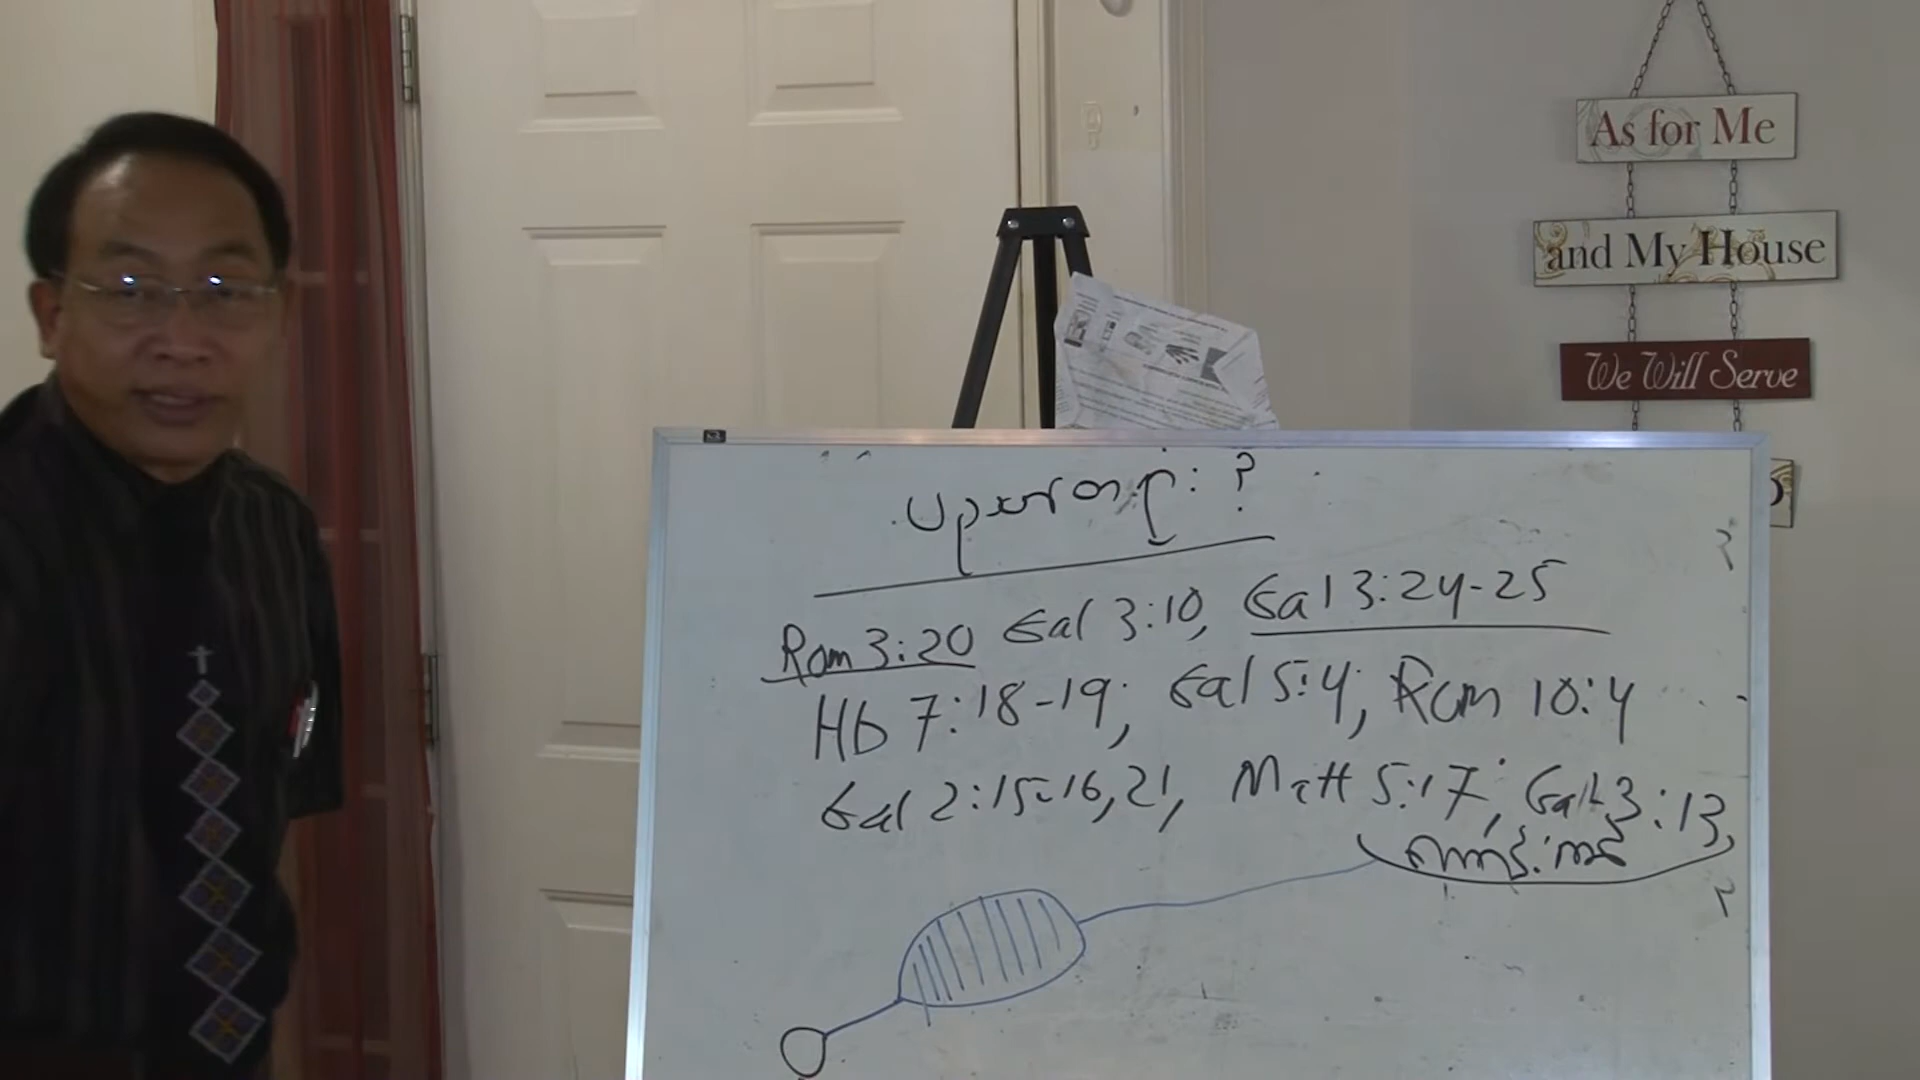 As for Me
and My House
We Will Serve
Rom 3:20 Gal 3:10, Gal 3:24-25
Hb 7:18-19; Gal 5:4; Rom 10:4
Gal 2:15-16,21, Matt 5:17; Gal 3:13,